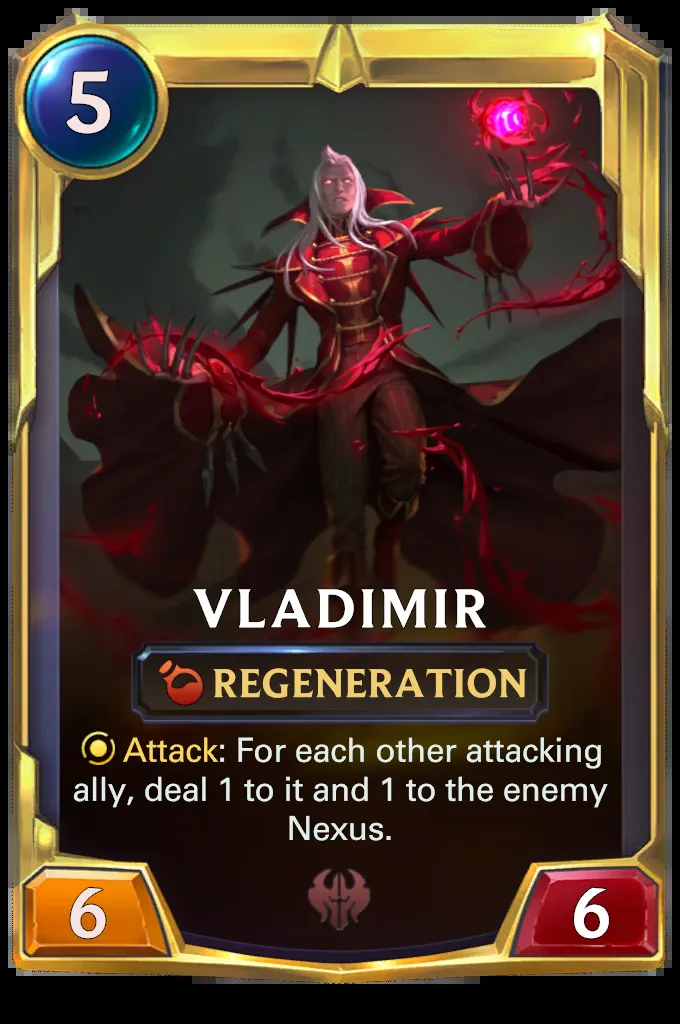 5
VLADIMIR
REGENERATION
Attack: For each other attacking
ally, deal 1 to it and 1 to the enemy
Nexus.
6 6